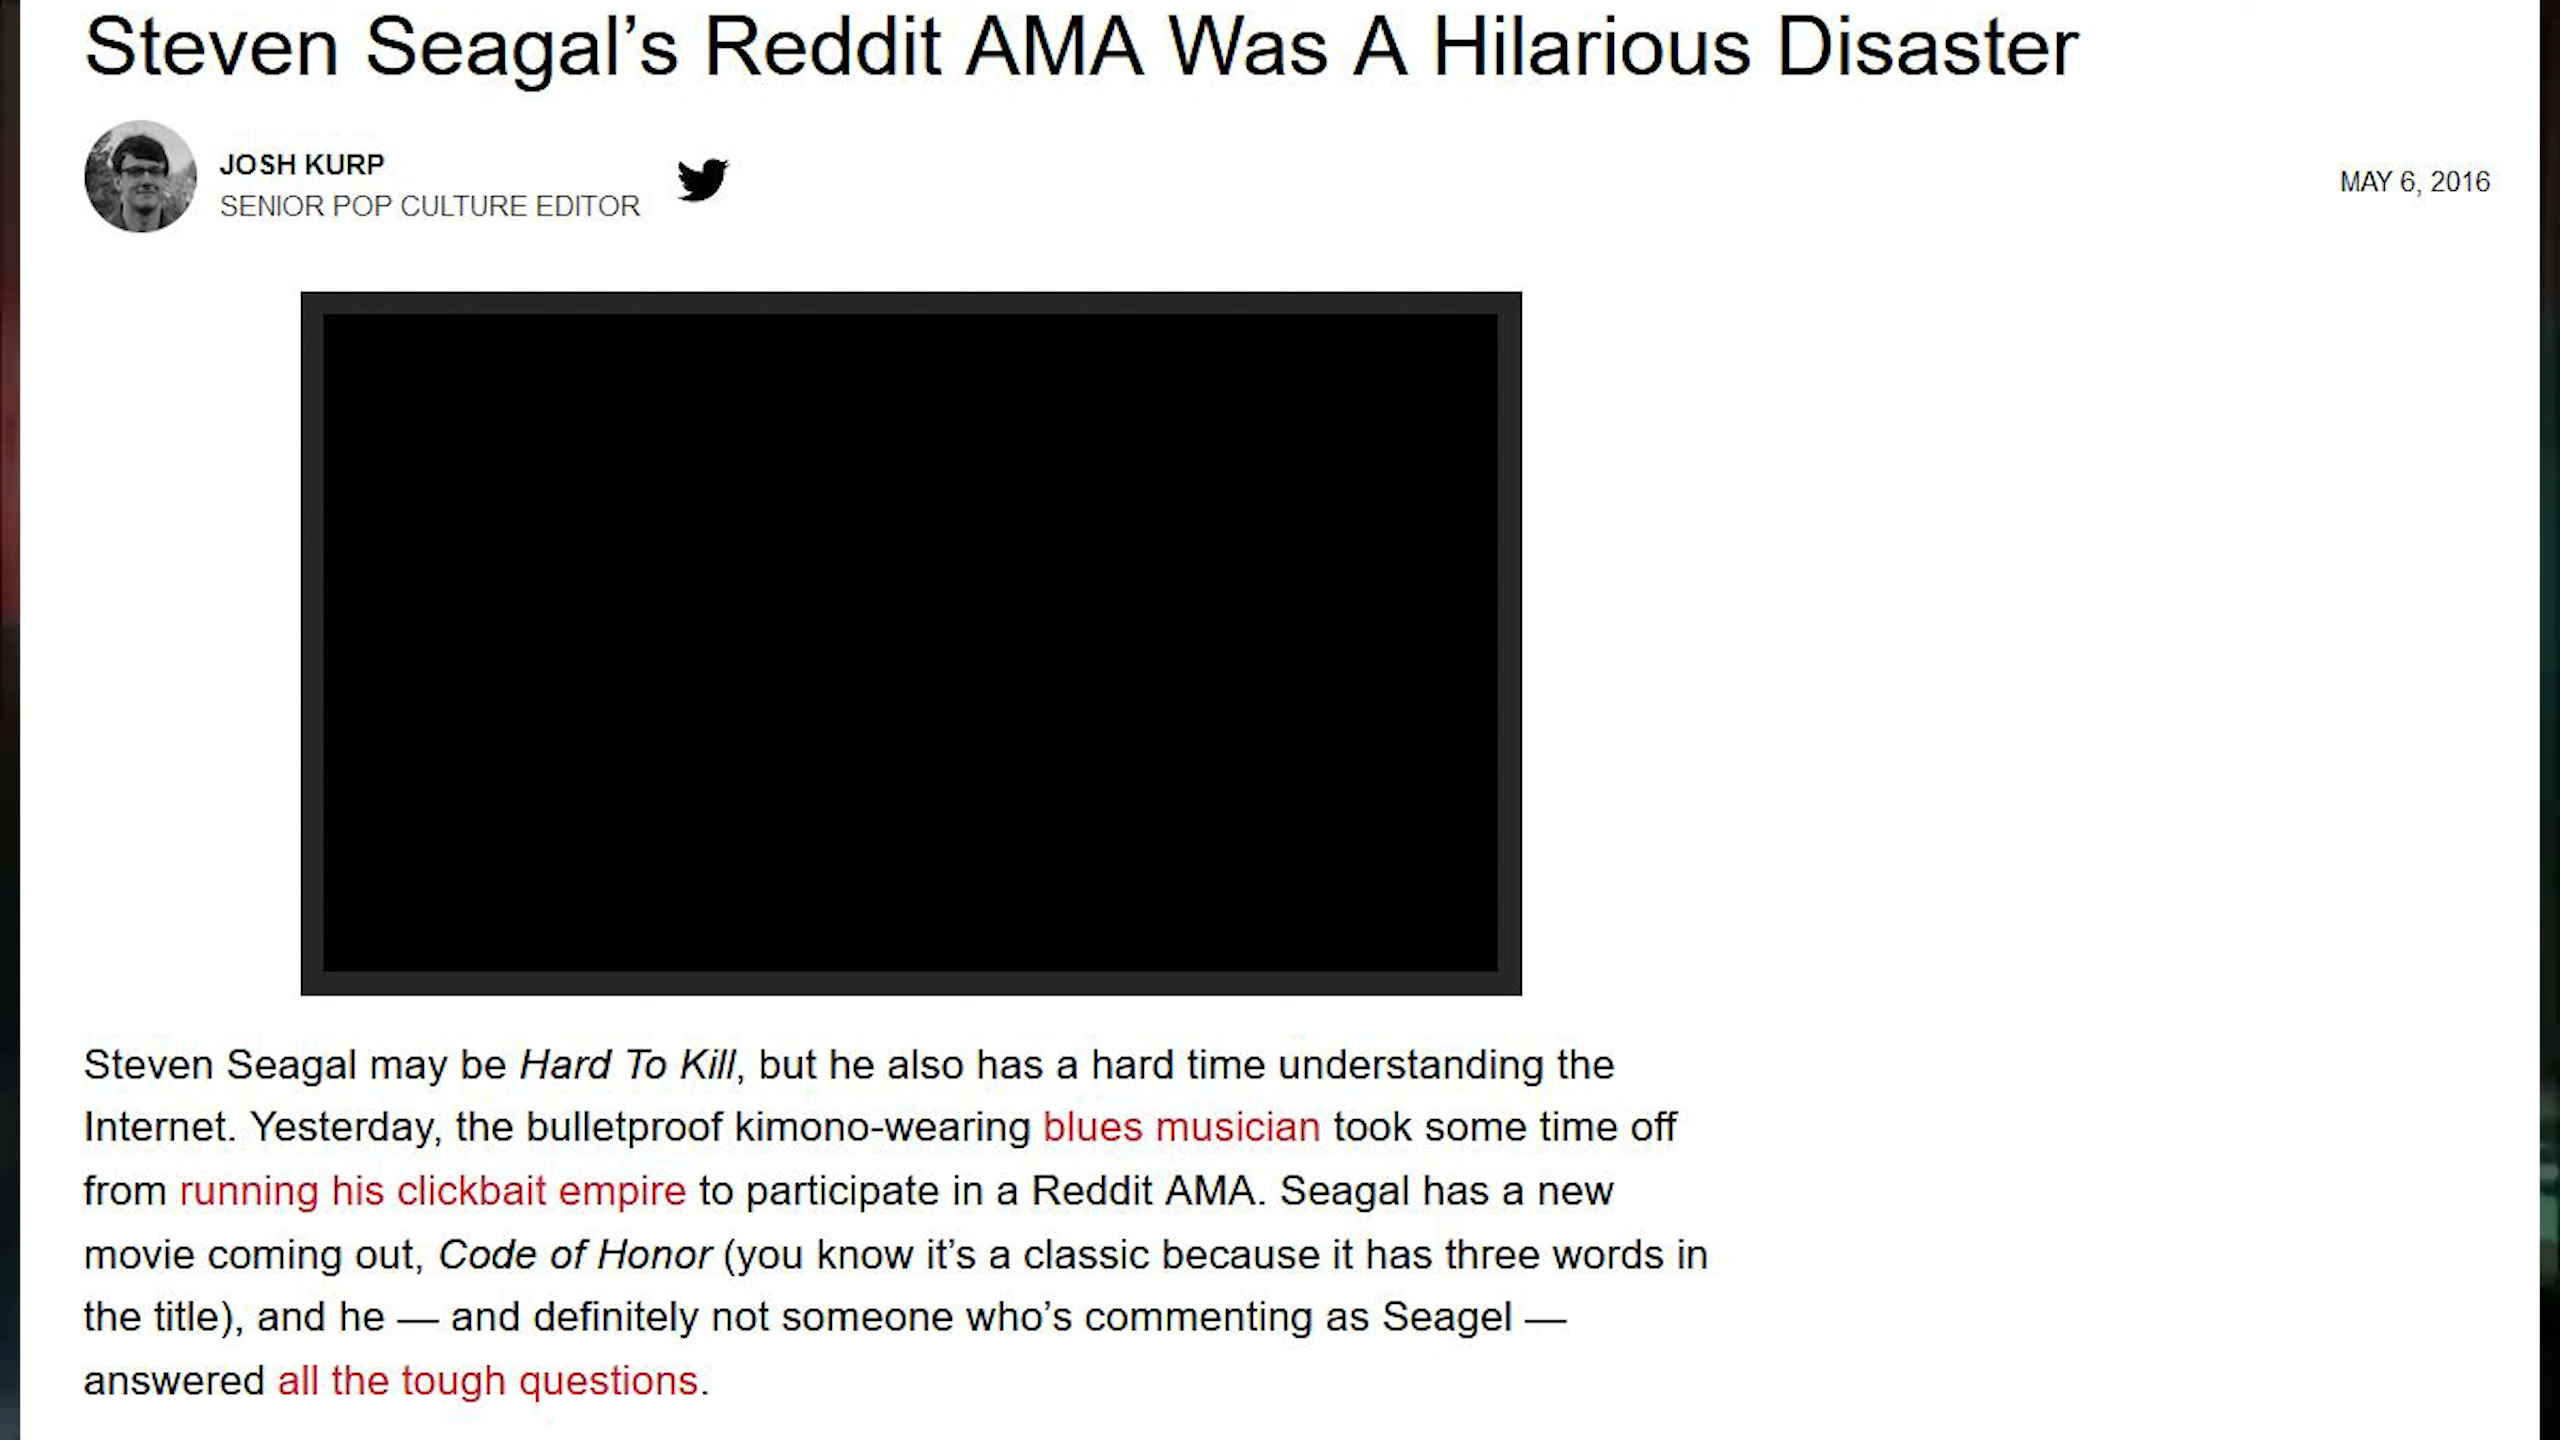 Steven Seagal’s Reddit AMA Was A Hilarious Disaster
JOSH KURP
SENIOR POP CULTURE EDITOR
MAY 6, 2016
Steven Seagal may be Hard To Kill, but he also has a hard time understanding the
Internet. Yesterday, the bulletproof kimono-wearing blues musician took some time off
from running his clickbait empire to participate in a Reddit AMA. Seagal has a new
movie coming out, Code of Honor (you know it’s a classic because it has three words in
the title), and he — and definitely not someone who’s commenting as Seagel —
answered all the tough questions.